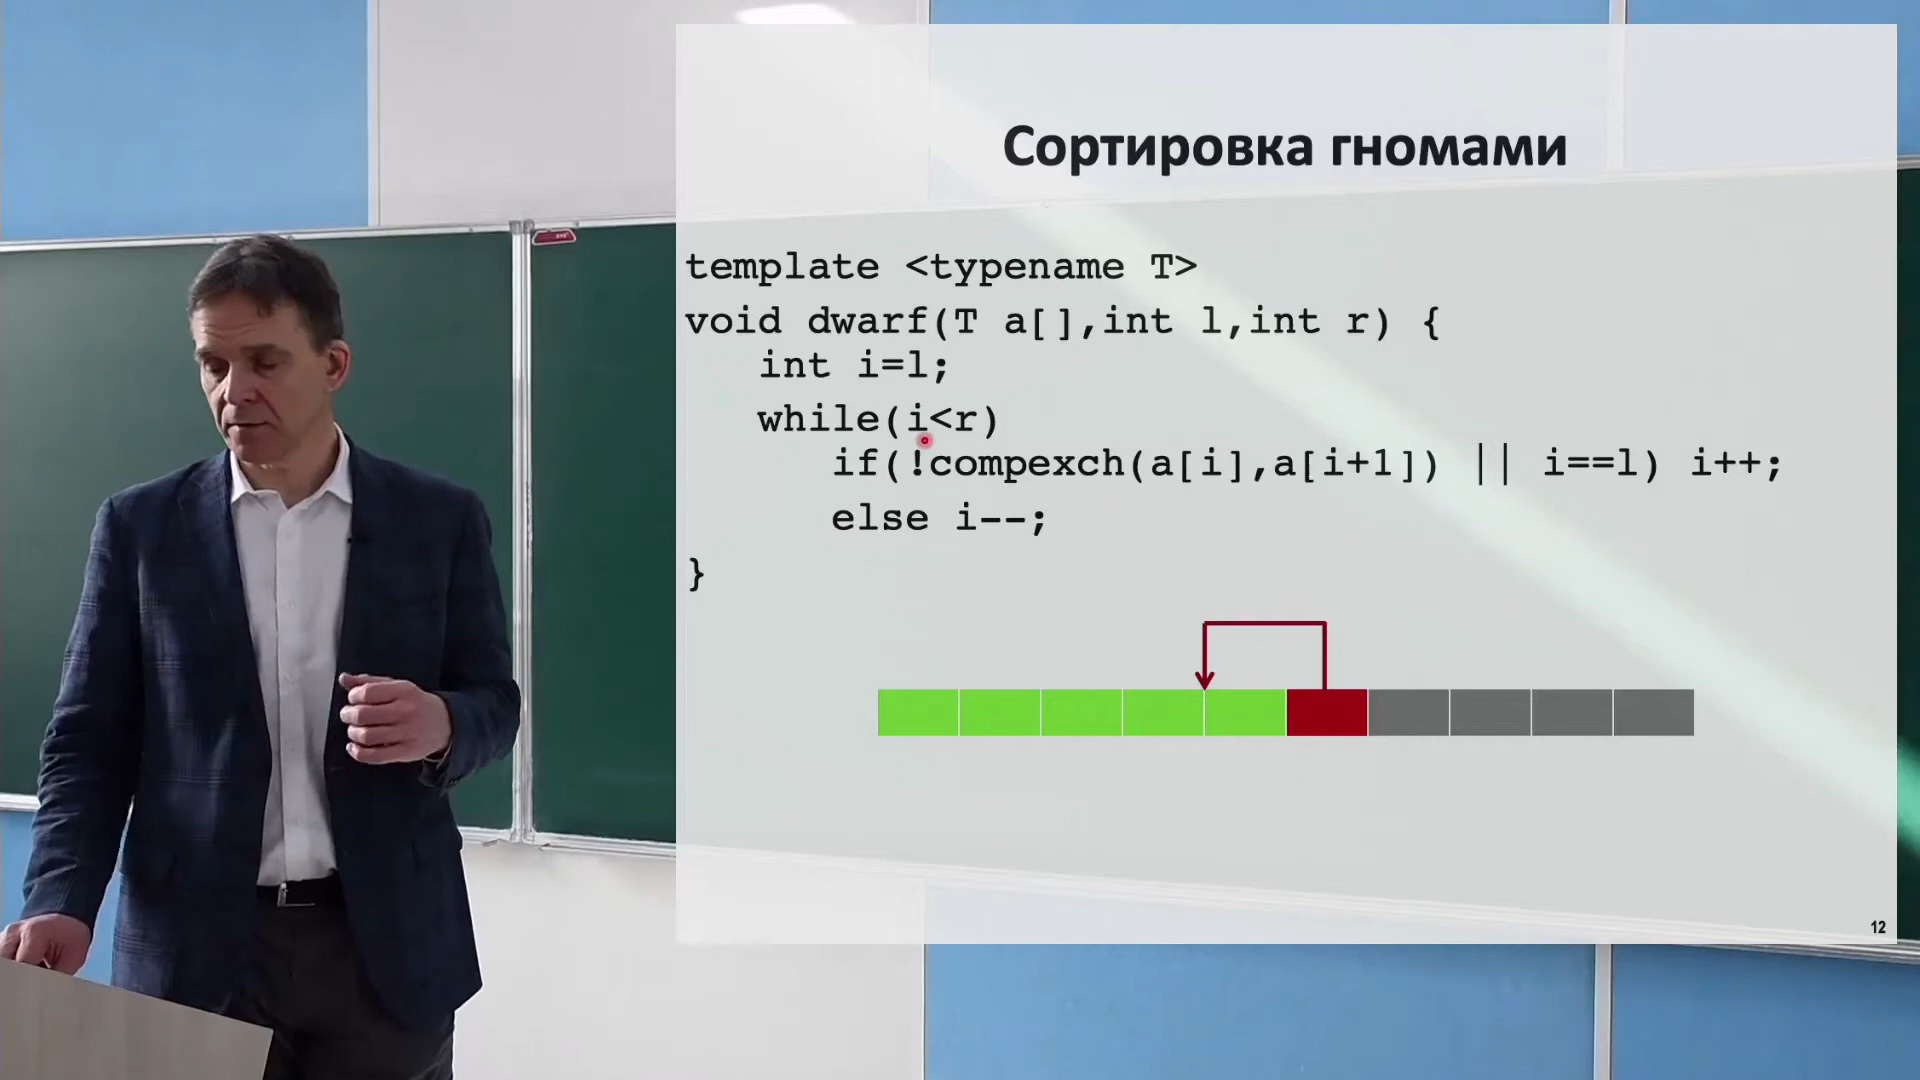 Сортировка гномами
template <typename T>
void dwarf(T a[],int l,int r) {
int i=l;
while(i<r)
if(!compexch(a[i],a[i+1]) || i==l) i++;
else i--;
}
12